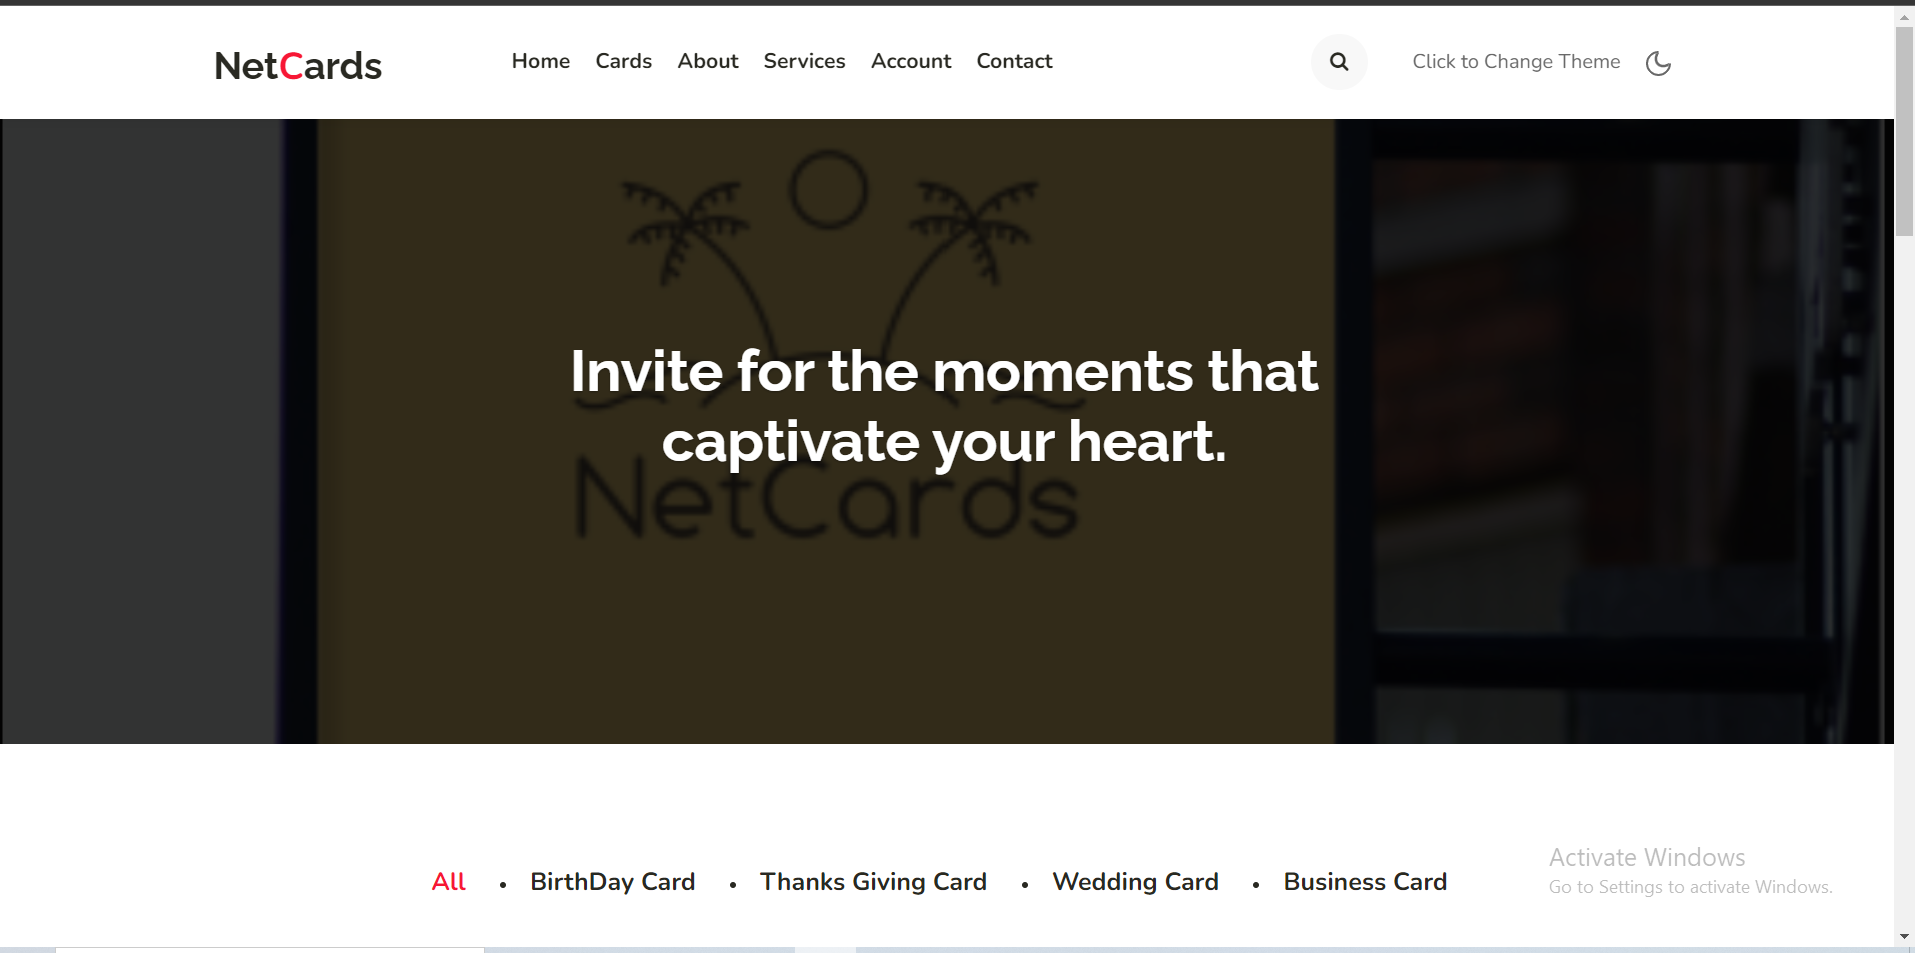 NetCards
Home Cards About Services Account Contact
Click to Change Theme
Invite for the moments that
captivate your heart.
NetCards
All • BirthDay Card • Thanks Giving Card • Wedding Card • Business Card
Activate Windows
Go to Settings to activate Windows.